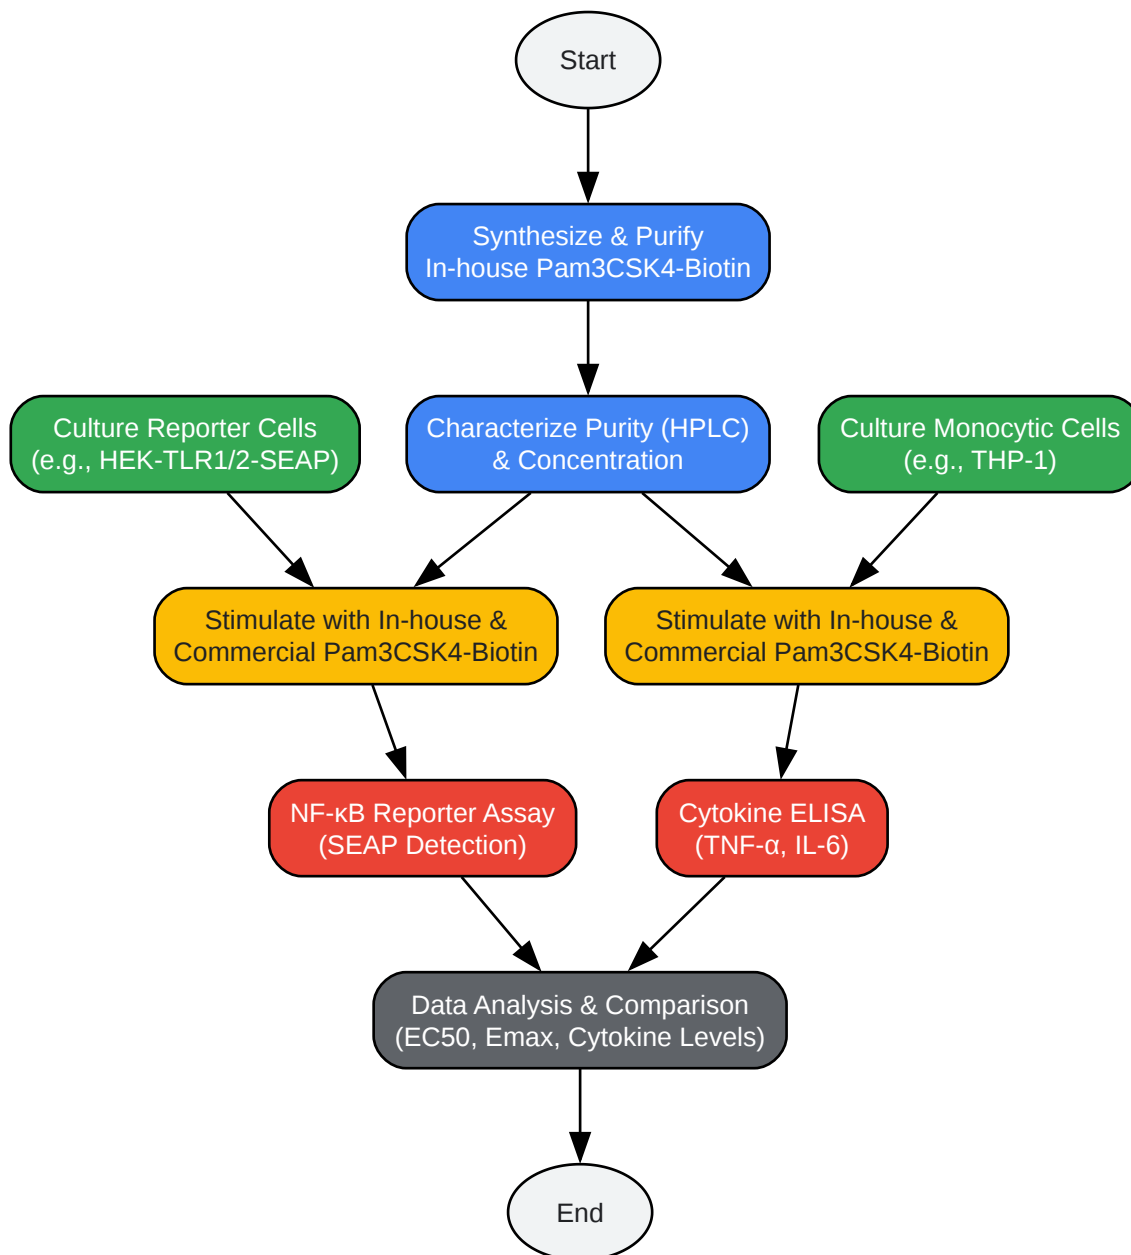 Start
Synthesize & Purify
In-house Pam3CSK4-Biotin
Culture Reporter Cells
(e.g., HEK-TLR1/2-SEAP)
Characterize Purity (HPLC)
& Concentration
Culture Monocytic Cells
(e.g., THP-1)
Stimulate with In-house &
Commercial Pam3CSK4-Biotin
Stimulate with In-house &
Commercial Pam3CSK4-Biotin
NF-κB Reporter Assay
(SEAP Detection)
Cytokine ELISA
(TNF-α, IL-6)
Data Analysis & Comparison
(EC50, Emax, Cytokine Levels)
End